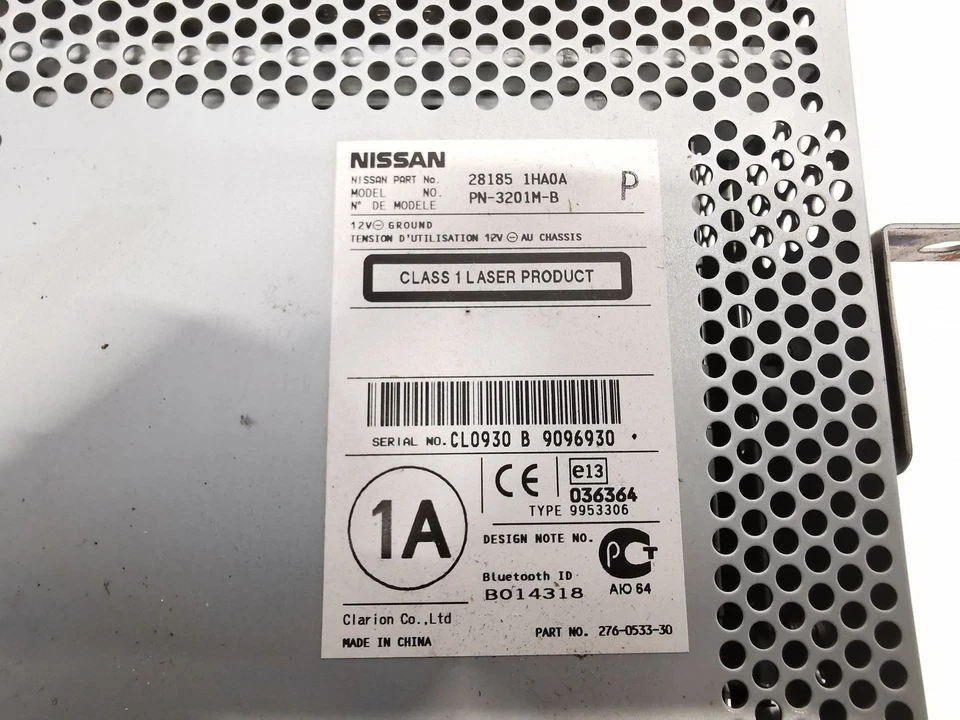 NISSAN
NISSAN PART No. 28185 1HA0A P
MODEL NO. PN-3201M-B
N° DE MODELE
12V⊖ GROUND
TENSION D'UTILISATION 12V ⊖ AU CHASSIS
CLASS 1 LASER PRODUCT
SERIAL NO. CL0930 B 9096930
CE e13
036364
TYPE 9953306
1A
DESIGN NOTE NO.
РСТ
АЮ 64
Bluetooth ID
B014318
Clarion Co.,Ltd
MADE IN CHINA PART NO. 276-0533-30